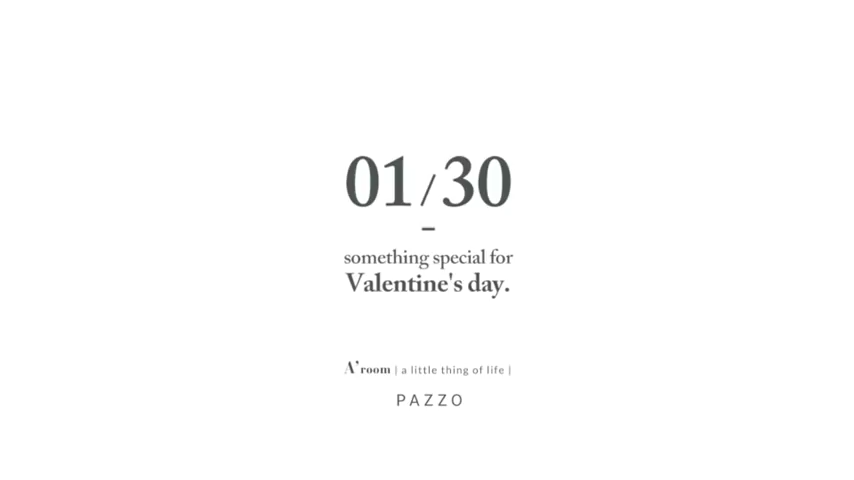 01/30
–
something special for
Valentine's day.
A' room | a little thing of life |
PAZZO